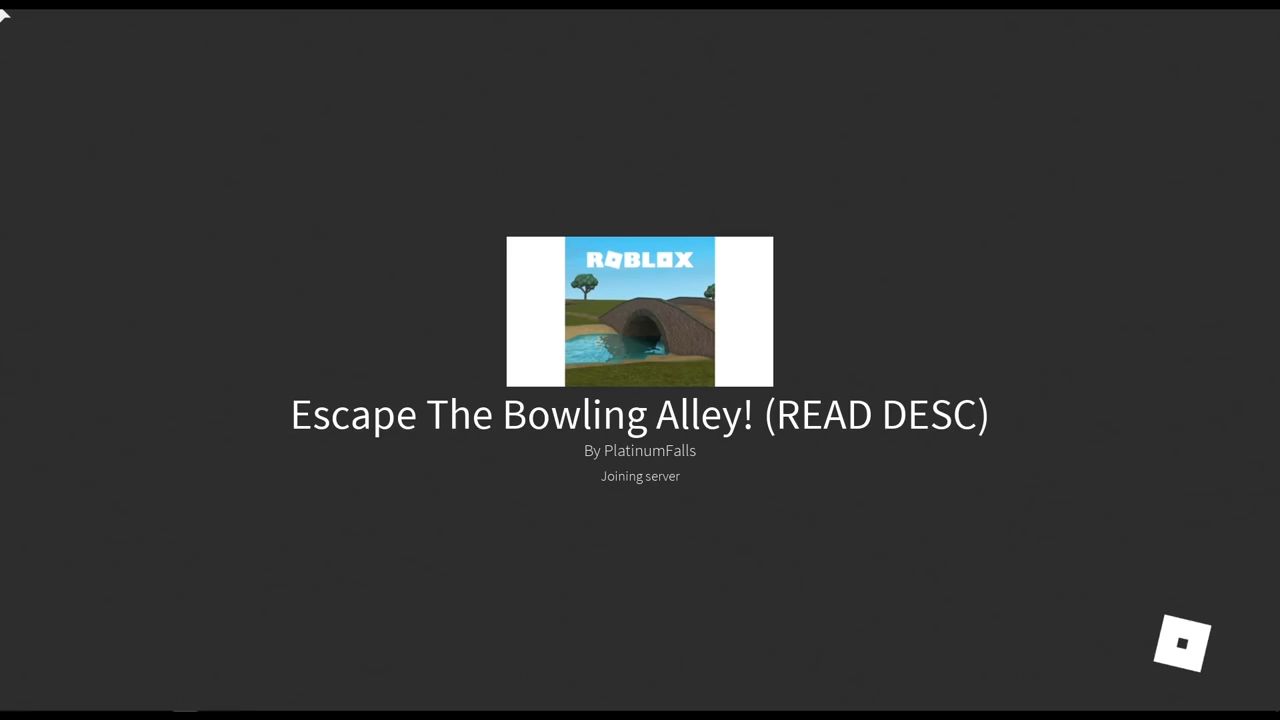 ROBLOX
Escape The Bowling Alley! (READ DESC)
By PlatinumFalls
Joining server